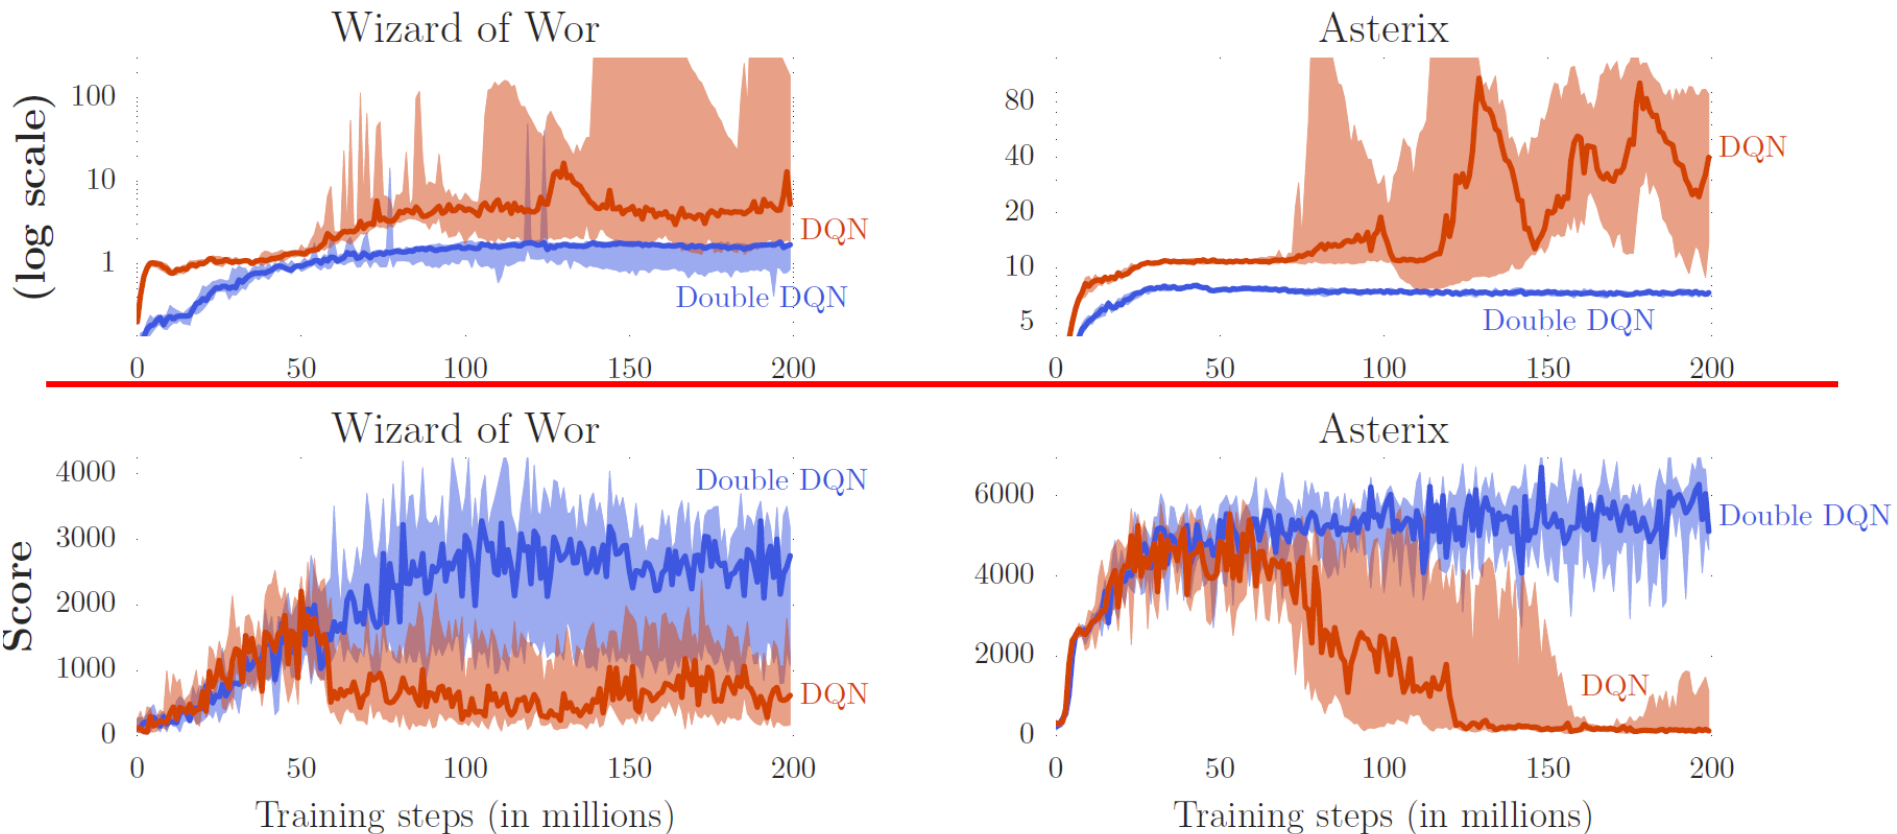 Wizard of Wor
Asterix
(log scale)
100
10
1
DQN
Double DQN
0 50 100 150 200
80
40
20
10
5
DQN
Double DQN
0 50 100 150 200
Wizard of Wor
Asterix
Score
4000
3000
2000
1000
0
Double DQN
DQN
0 50 100 150 200
Training steps (in millions)
6000
4000
2000
0
Double DQN
DQN
0 50 100 150 200
Training steps (in millions)